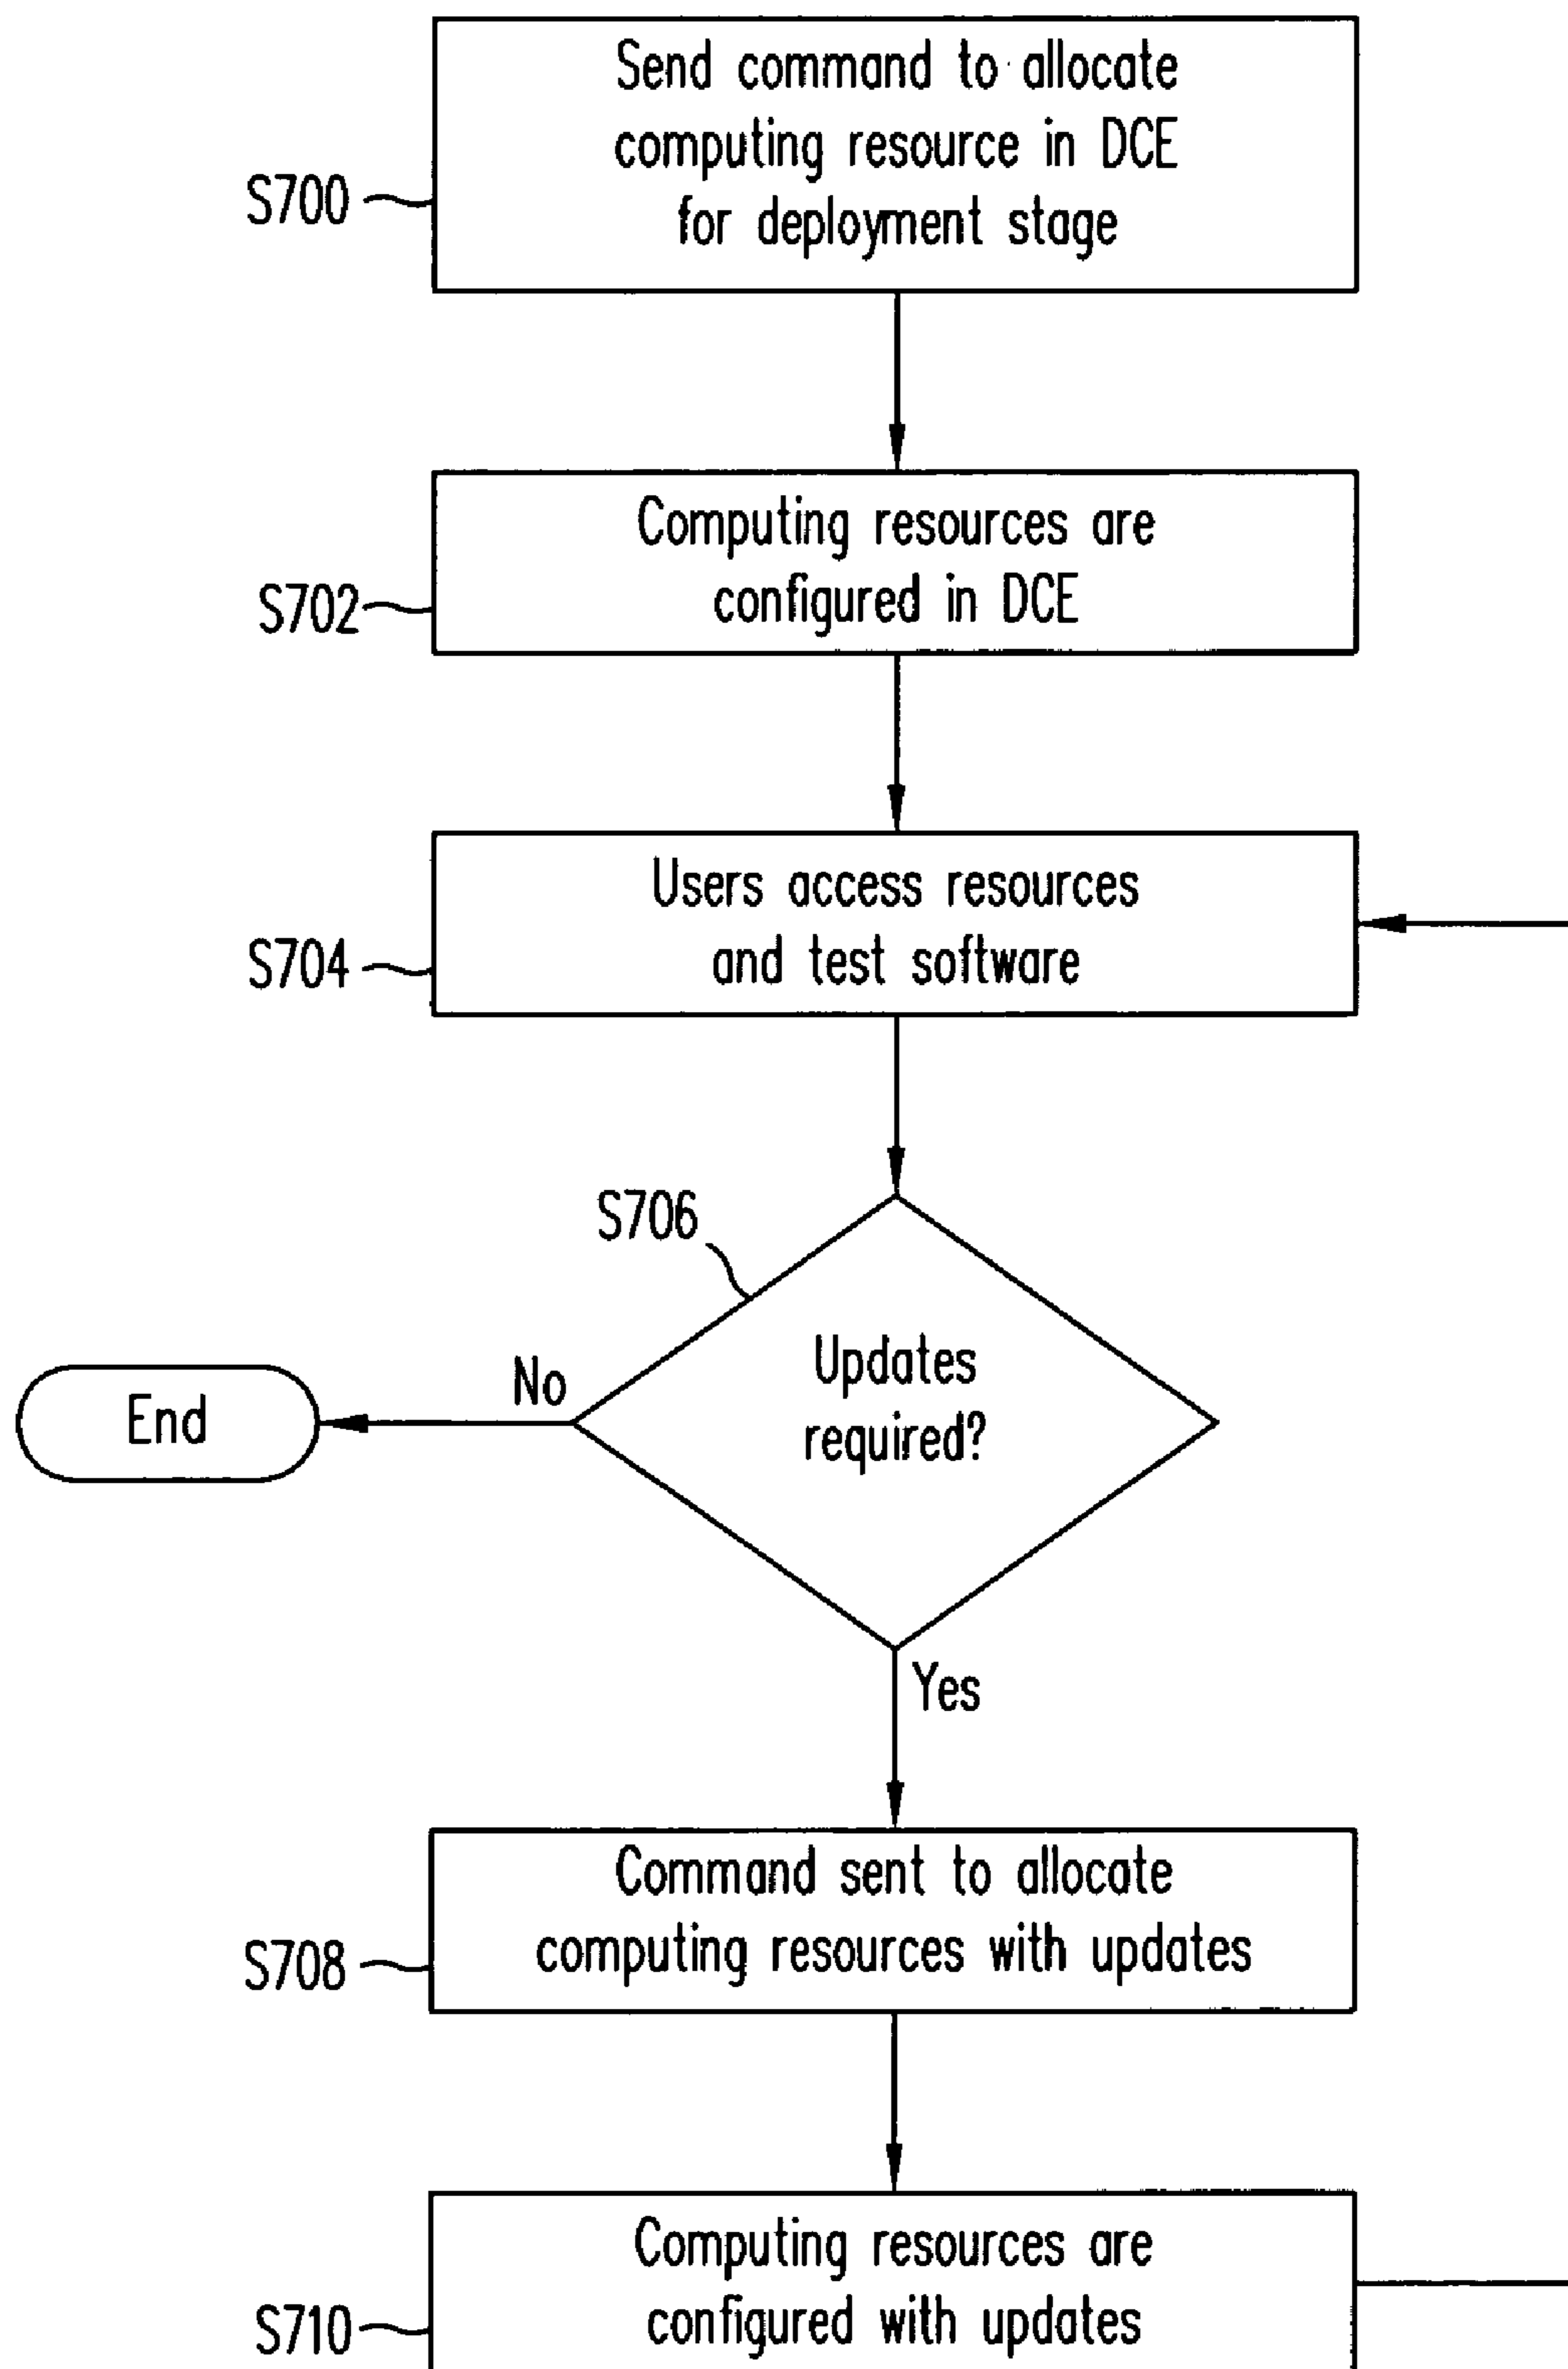 Send command to allocate
computing resource in DCE
for deployment stage
S700
Computing resources are
configured in DCE
S702
Users access resources
and test software
S704
S706
Updates
required?
No
End
Yes
Command sent to allocate
computing resources with updates
S708
Computing resources are
configured with updates
S710